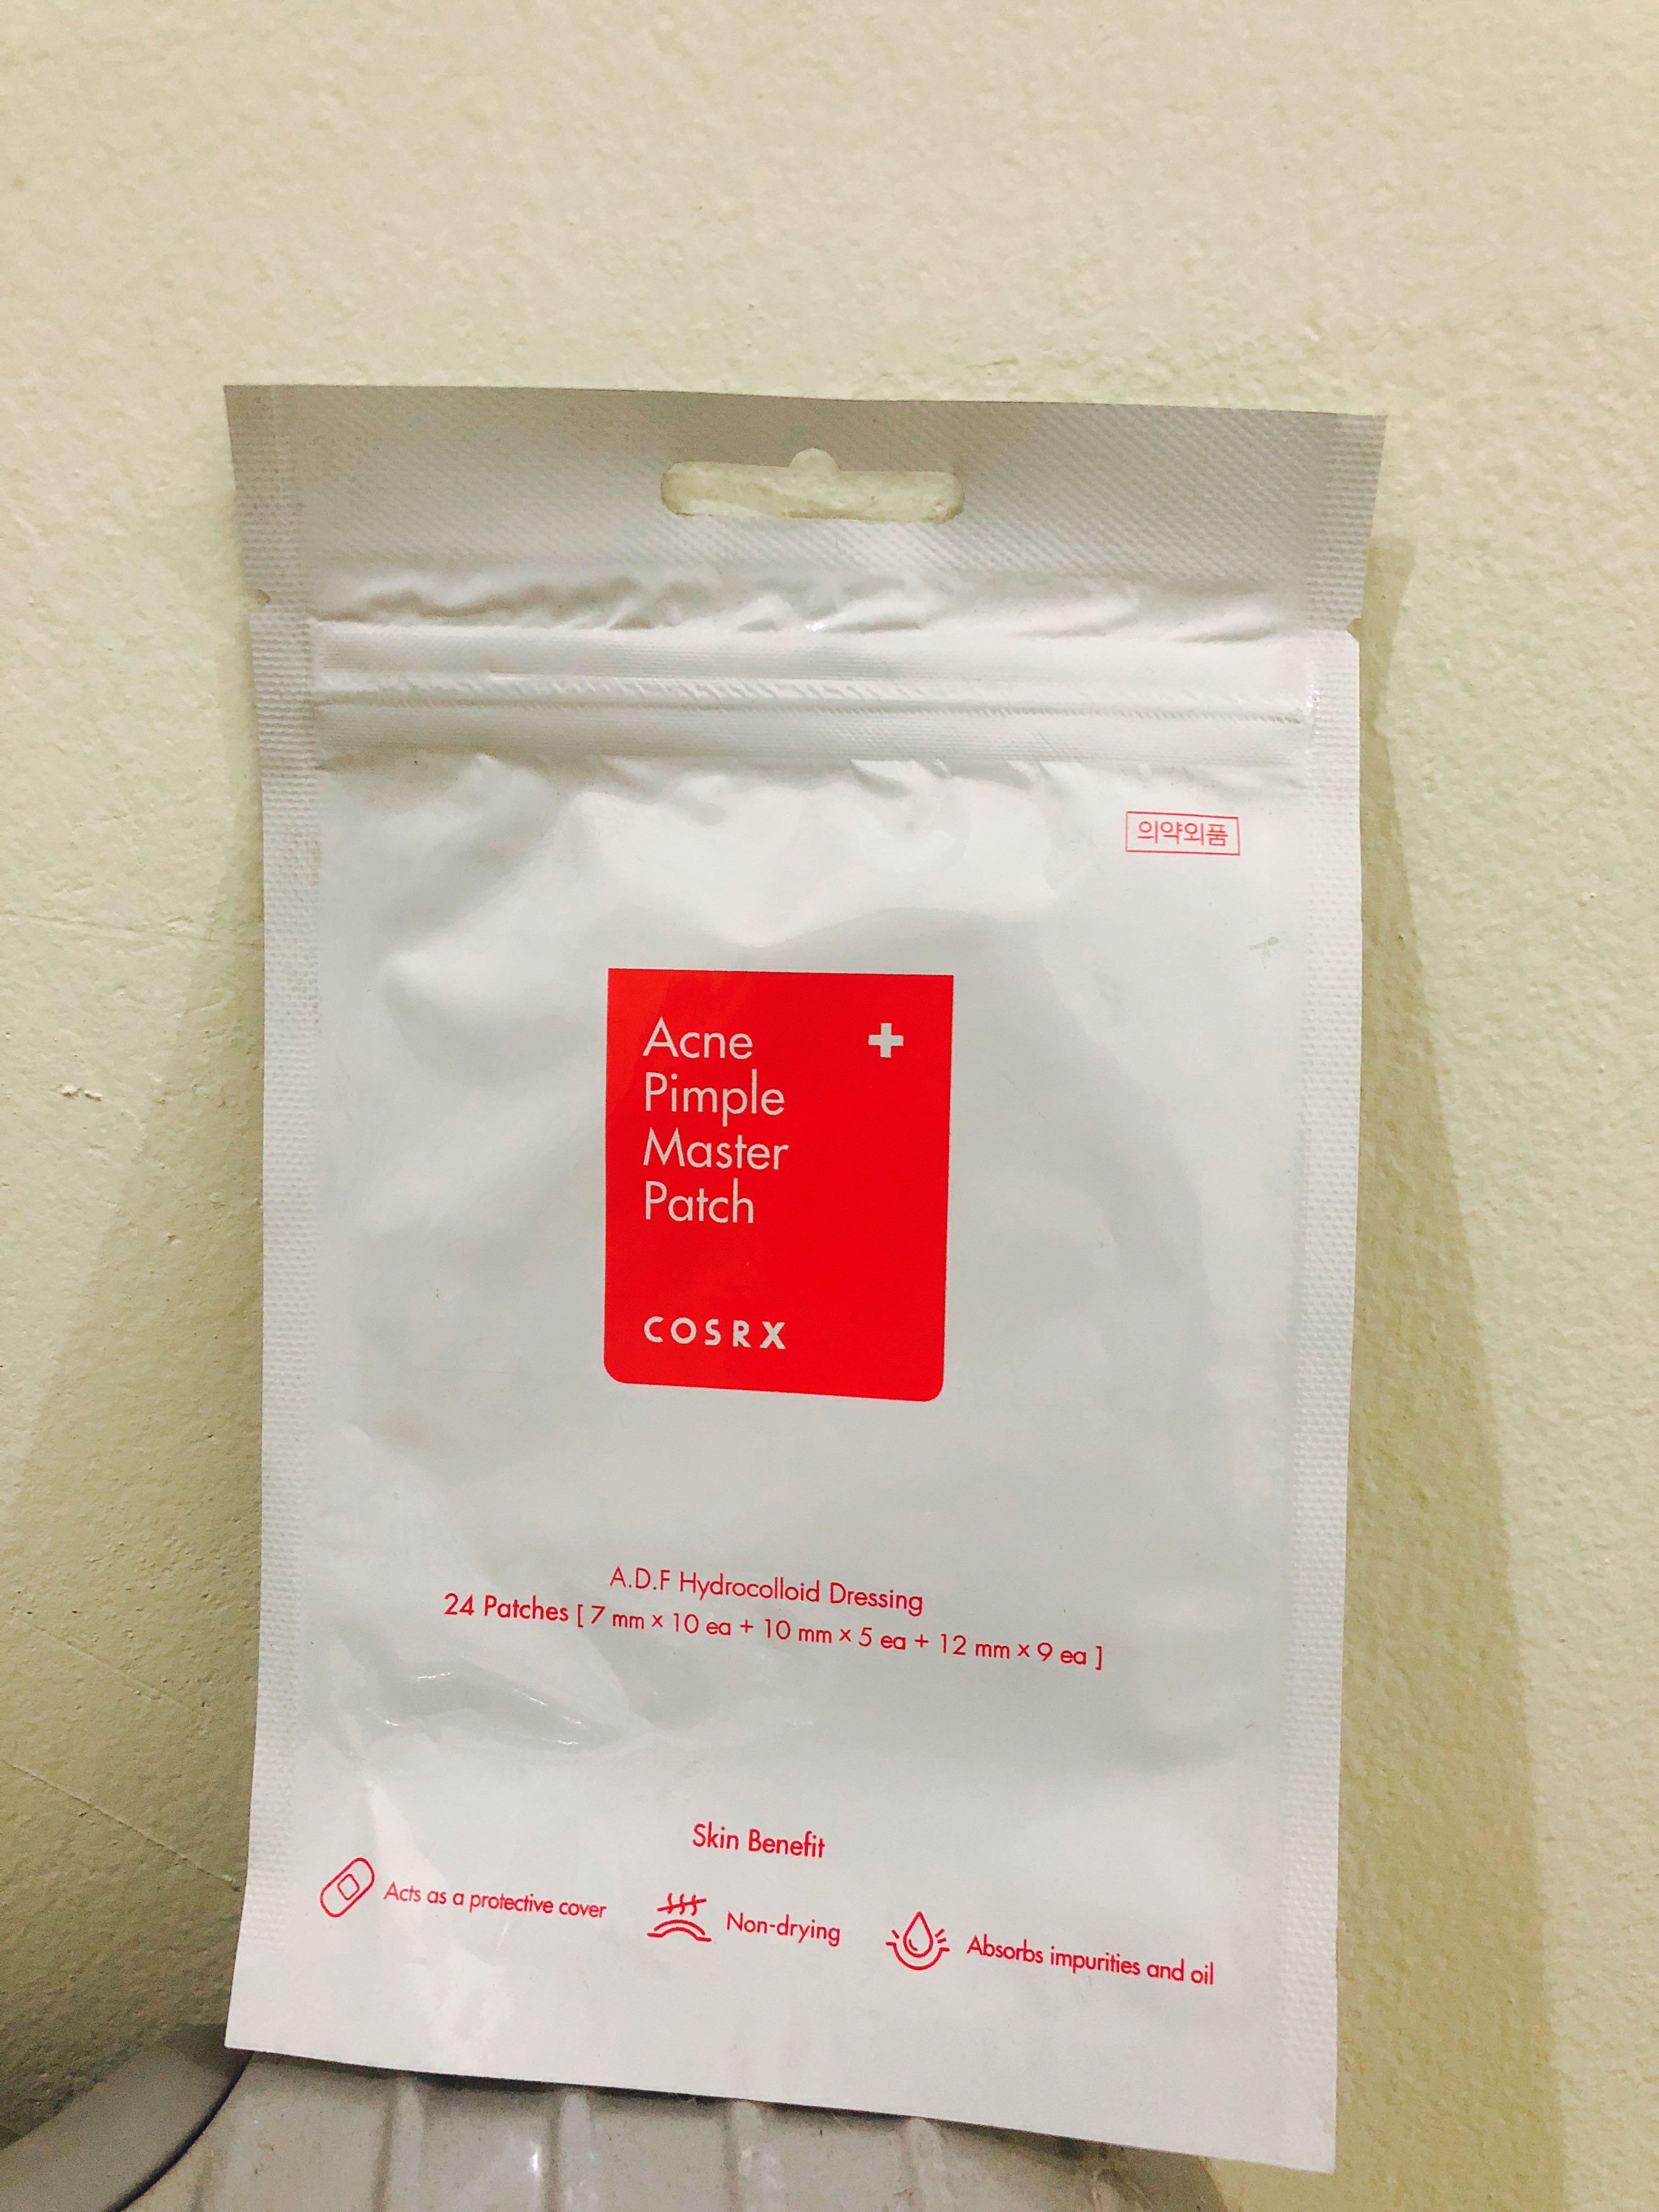 의약외품
Acne
Pimple
Master
Patch
COSRX
A.D.F Hydrocolloid Dressing
24 Patches [ 7 mm × 10 ea + 10 mm × 5 ea + 12 mm × 9 ea ]
Skin Benefit
Acts as a protective cover
Non-drying
Absorbs impurities and oil